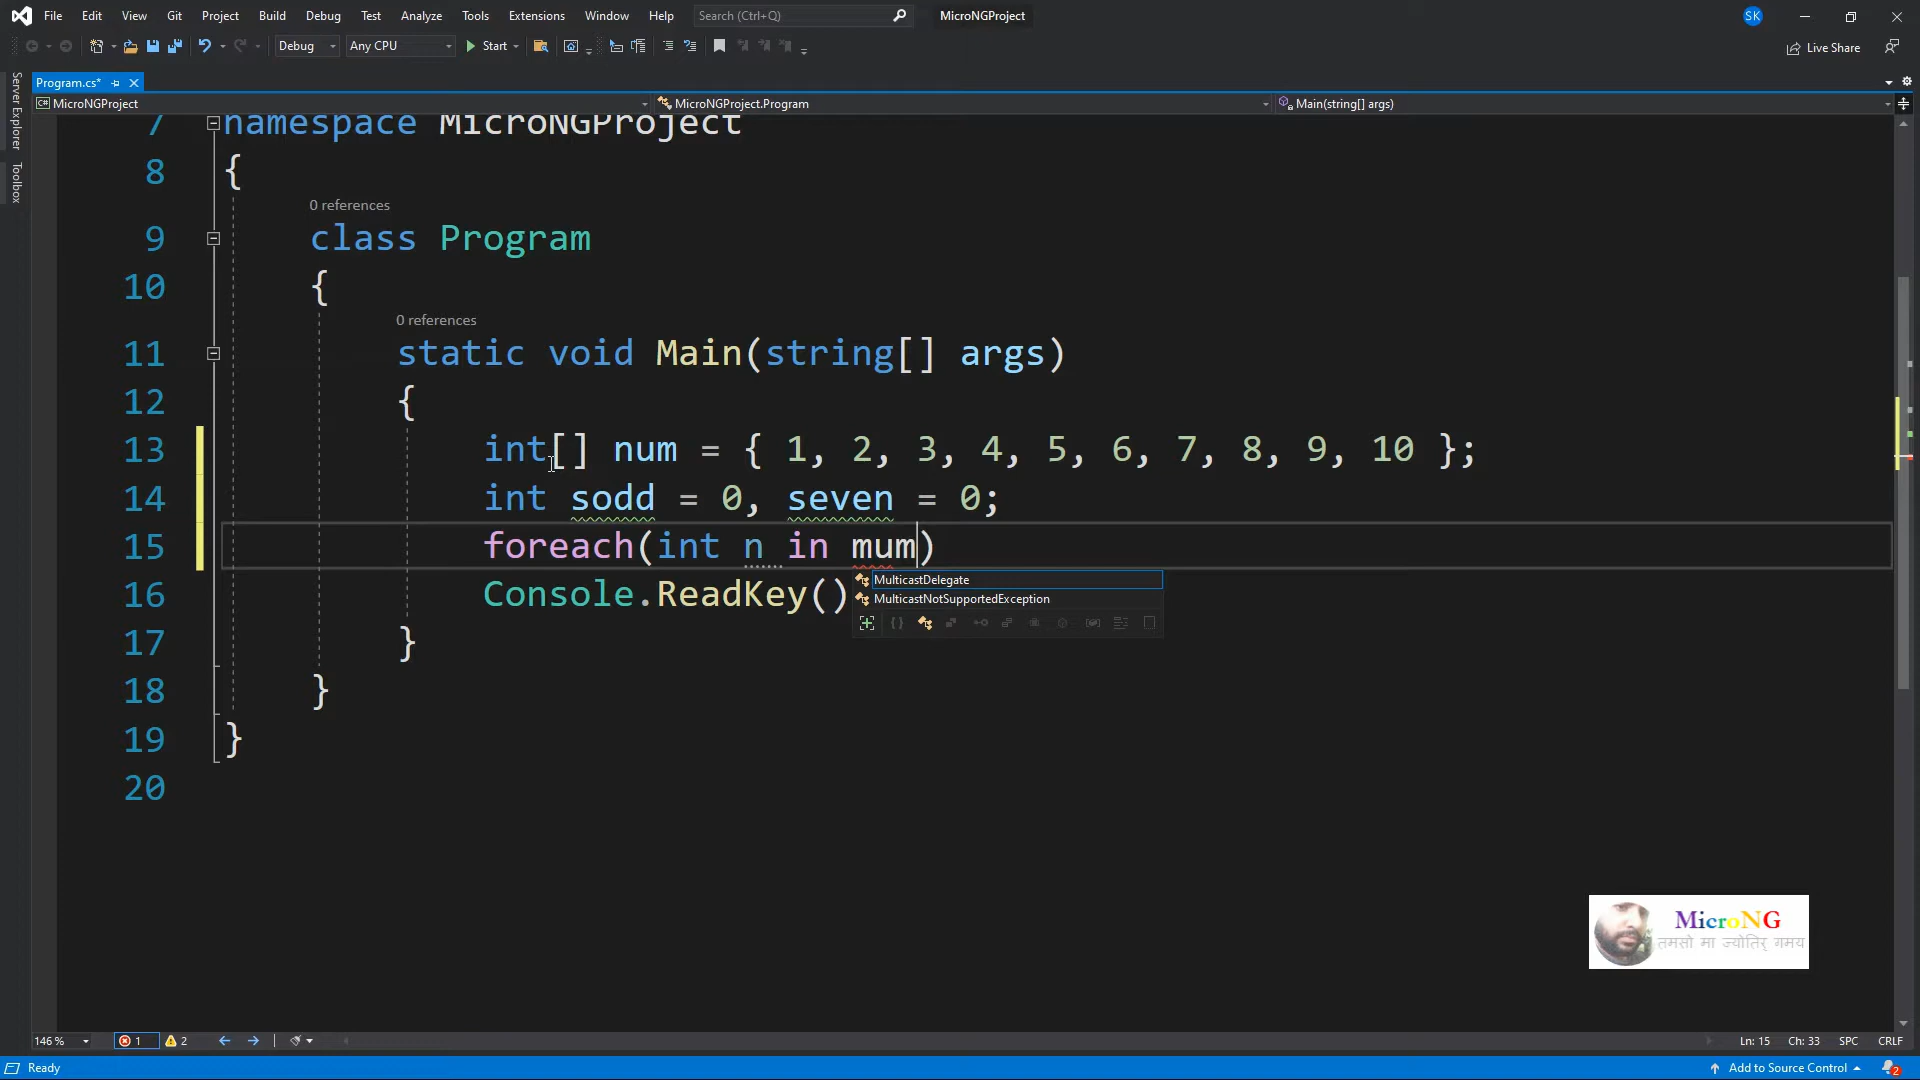 File Edit View Git Project Build Debug Test Analyze Tools Extensions Window Help Search (Ctrl+Q) MicroNGProject SK
Debug Any CPU Start Live Share
Server Explorer
Toolbox
Program.cs*
MicroNGProject MicroNGProject.Program Main(string[] args)
7 namespace MicroNGProject
8 {
0 references
9 class Program
10 {
0 references
11 static void Main(string[] args)
12 {
13 int[] num = { 1, 2, 3, 4, 5, 6, 7, 8, 9, 10 };
14 int sodd = 0, seven = 0;
15 foreach(int n in mum)
MulticastDelegate
16 Console.ReadKey()
MulticastNotSupportedException
17 }
18 }
19 }
20
MicroNG
तमसो मा ज्योतिर् गमय
146 % 1 2 Ln: 15 Ch: 33 SPC CRLF
Ready Add to Source Control 2